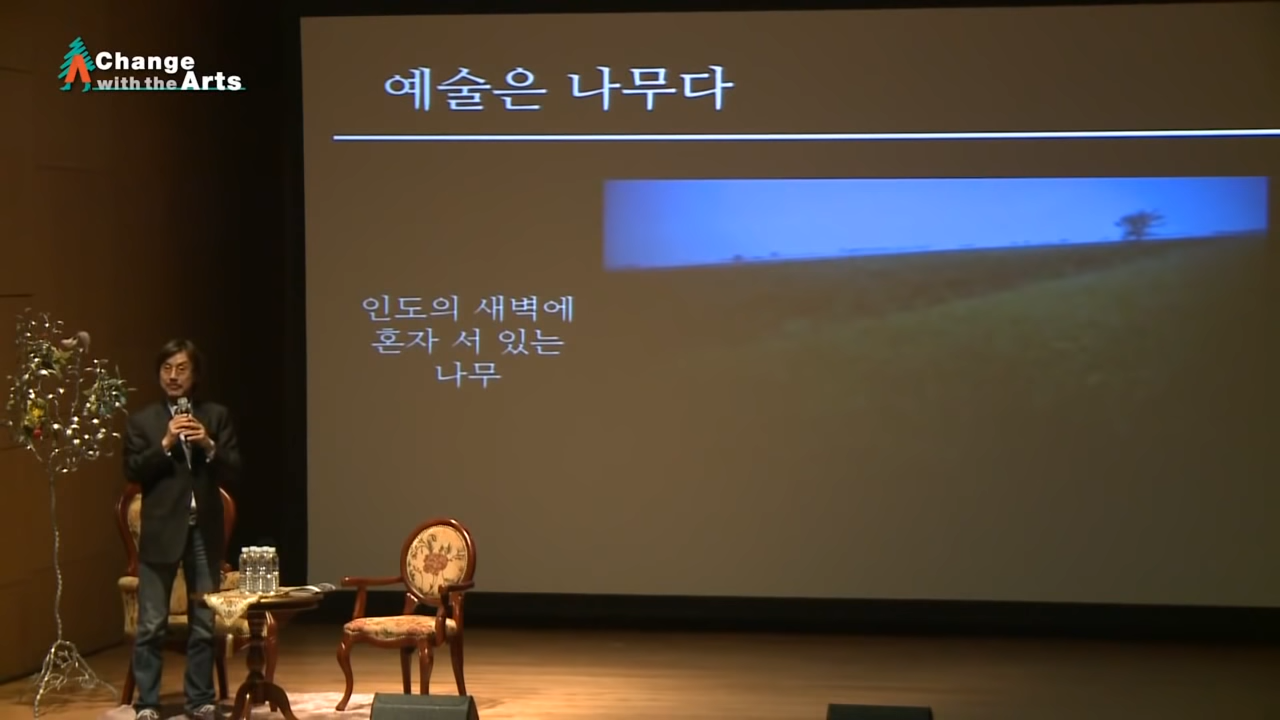 Change
with the Arts
예술은 나무다
인도의 새벽에
혼자 서 있는
나무